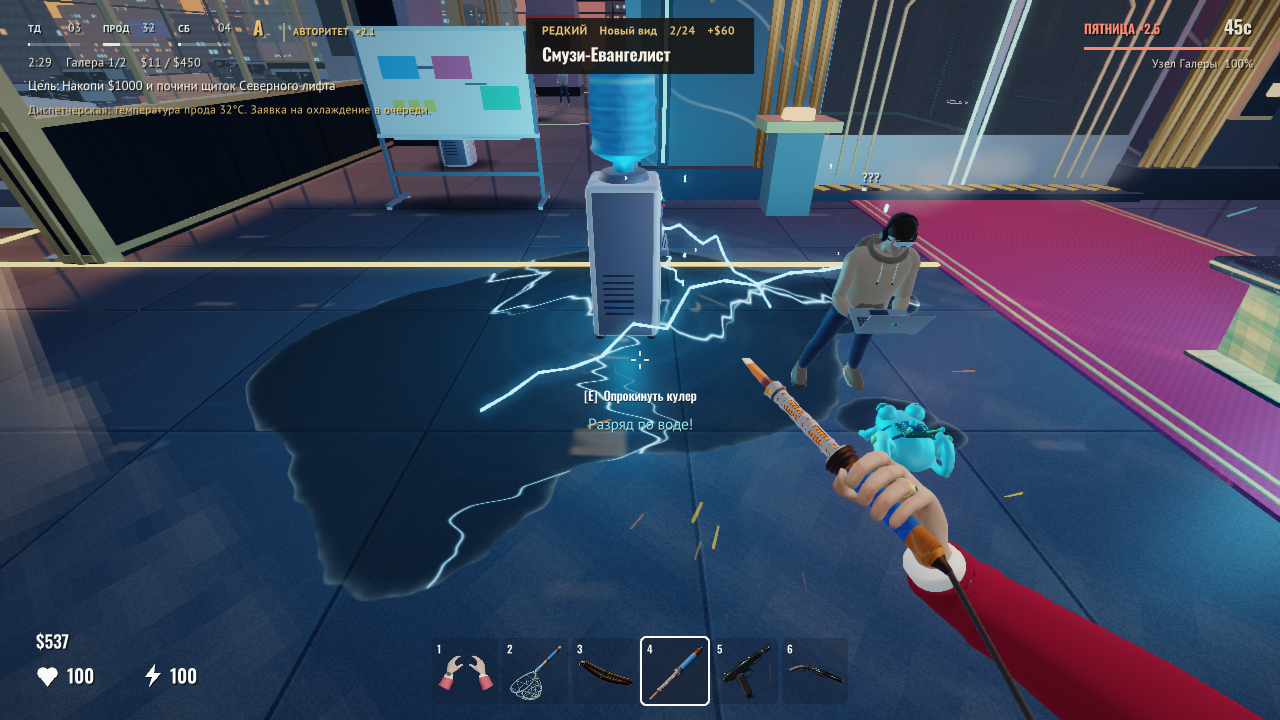 ТД 03 ПРОД 32 СБ 04 A АВТОРИТЕТ ×2.1
2:29 Галера 1/2 $11 / $450
Цель: Накопи $1000 и почини щиток Северного лифта
Диспетчерская: температура прода 32°C. Заявка на охлаждение в очереди.
РЕДКИЙ Новый вид 2/24 +$60
Смузи-Евангелист
ПЯТНИЦА ×2.5 45с
Узел Галеры 100%
???
[E] Опрокинуть кулер
Разряд по воде!
$537
100 100
1 2 3 4 5 6